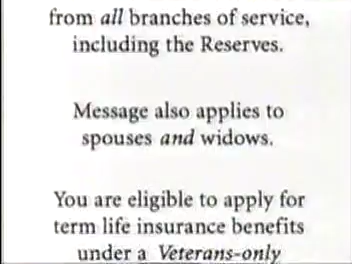 from all branches of service,
including the Reserves.
Message also applies to
spouses and widows.
You are eligible to apply for
term life insurance benefits
under a Veterans-only